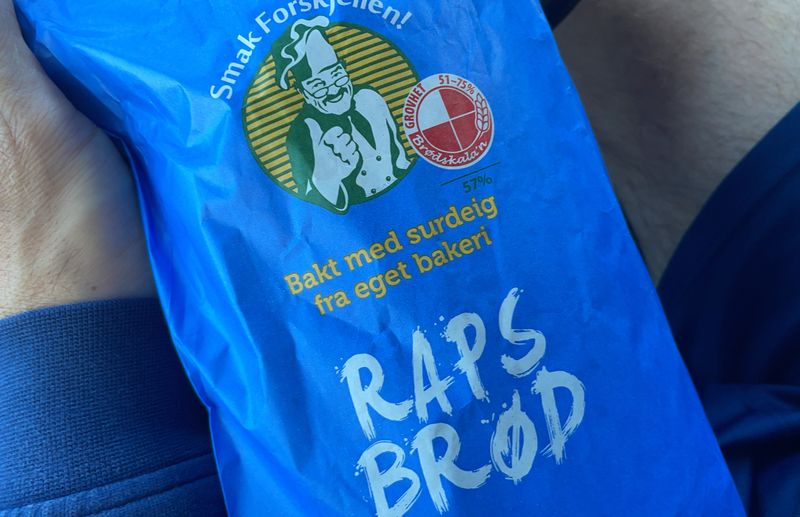 Smak Forskjellen!
GROVHET 51–75%
Brødskala'n
57%
Bakt med surdeig
fra eget bakeri
RAPS
BRØD